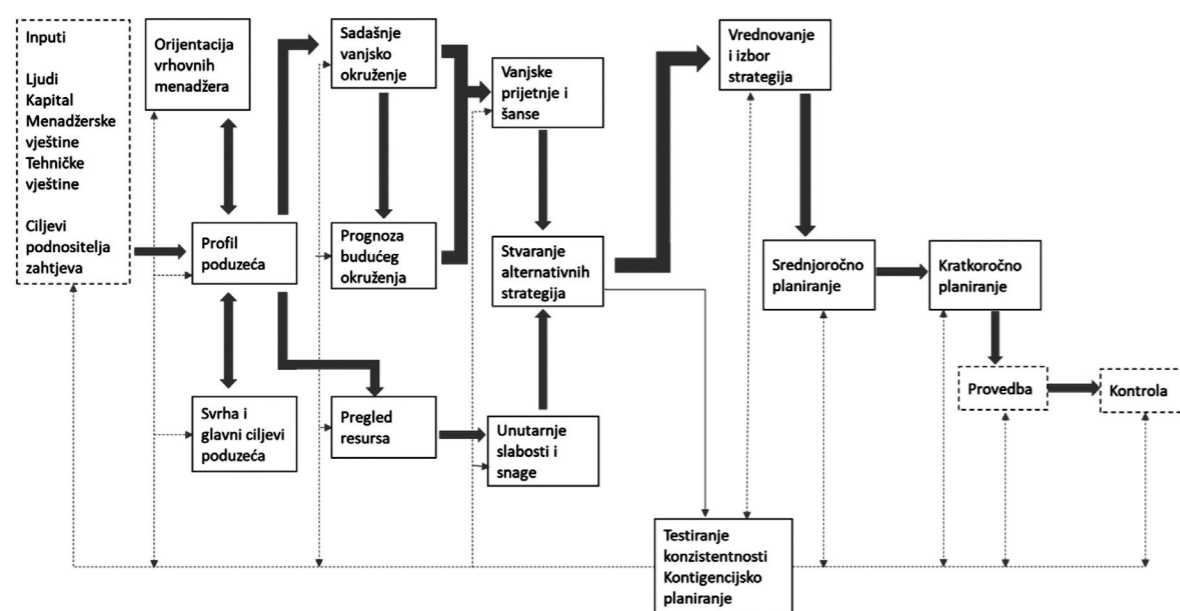 Inputi
Ljudi
Kapital
Menadžerske
vještine
Tehničke
vještine
Ciljevi
podnositelja
zahtjeva
Orijentacija
vrhovnih
menadžera
Profil
poduzeća
Svrha i
glavni ciljevi
poduzeća
Sadašnje
vanjsko
okruženje
Prognoza
budućeg
okruženja
Pregled
resursa
Vanjske
prijetnje i
šanse
Stvaranje
alternativnih
strategija
Unutarnje
slabosti i
snage
Vrednovanje
i izbor
strategija
Srednjoročno
planiranje
Kratkoročno
planiranje
Provedba
Kontrola
Testiranje
konzistentnosti
Kontigencijsko
planiranje